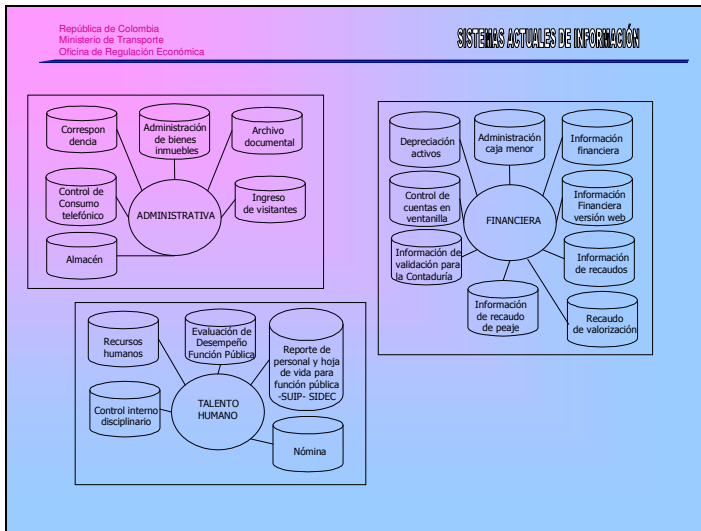 República de Colombia
Ministerio de Transporte
Oficina de Regulación Económica
SISTEMAS ACTUALES DE INFORMACIÓN
Correspon
dencia
Administración
de bienes
inmuebles
Archivo
documental
Control de
Consumo
telefónico
ADMINISTRATIVA
Ingreso
de visitantes
Almacén
Depreciación
activos
Administración
caja menor
Información
financiera
Control de
cuentas en
ventanilla
FINANCIERA
Información
Financiera
versión web
Información de
validación para
la Contaduría
Información
de recaudos
Información
de recaudo
de peaje
Recaudo
de valorización
Recursos
humanos
Evaluación de
Desempeño
Función Pública
Reporte de
personal y hoja
de vida para
función pública
-SUIP- SIDEC
Control interno
disciplinario
TALENTO
HUMANO
Nómina